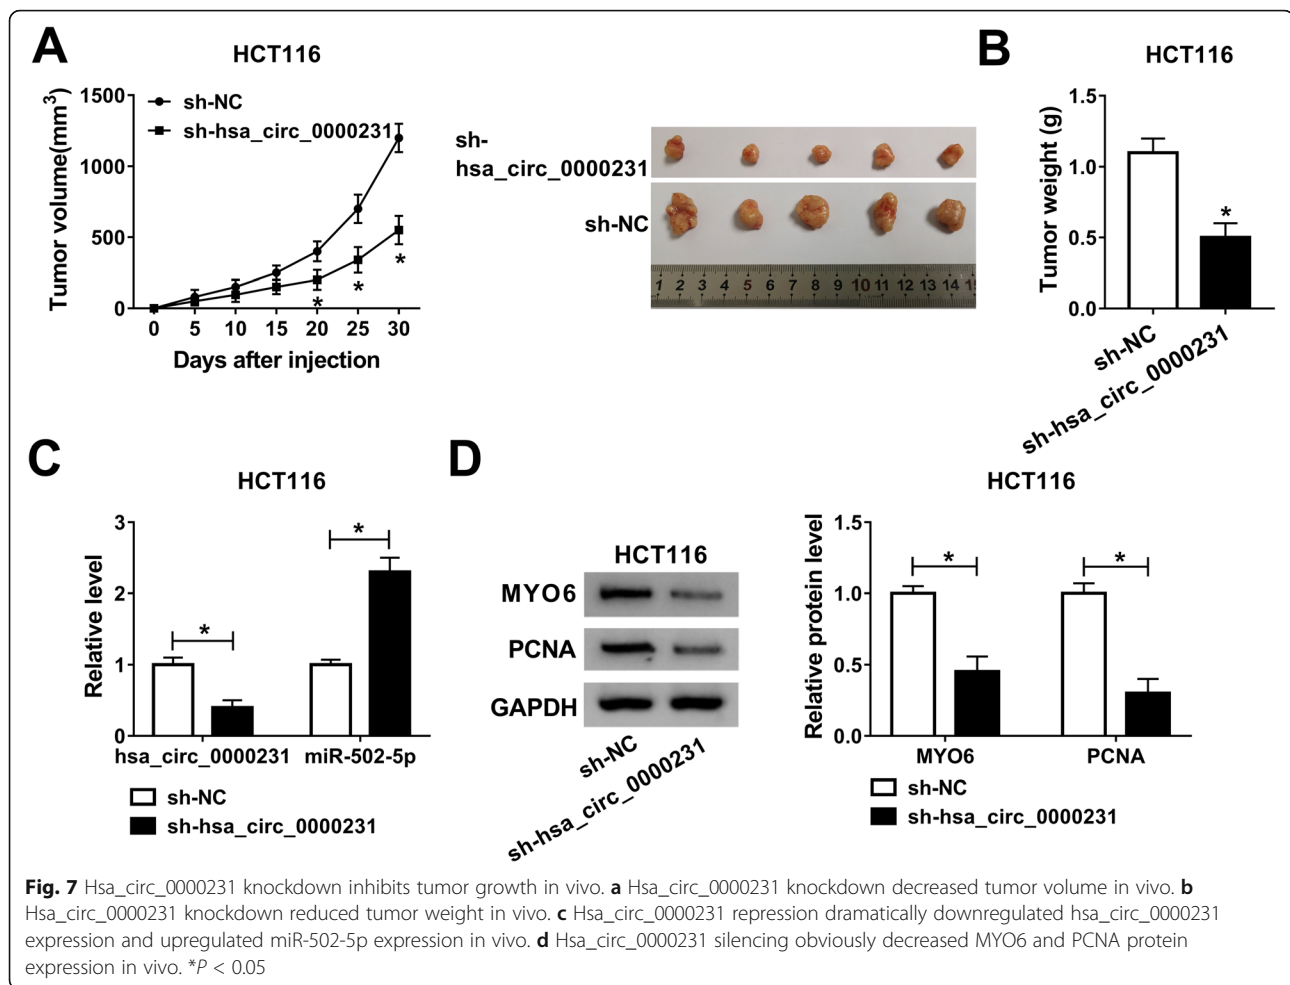 A
HCT116
Tumor volume(mm³)
1500
1000
500
0
sh-NC
sh-hsa_circ_0000231
*
*
*
0 5 10 15 20 25 30
Days after injection
sh-
hsa_circ_0000231
sh-NC
1 2 3 4 5 6 7 8 9 10 11 12 13 14 15
B
HCT116
Tumor weight (g)
1.5
1.0
0.5
0.0
*
sh-NC
sh-hsa_circ_0000231
C
HCT116
Relative level
3
2
1
0
*
*
hsa_circ_0000231 miR-502-5p
sh-NC
sh-hsa_circ_0000231
D
HCT116
MYO6
PCNA
GAPDH
sh-NC
sh-hsa_circ_0000231
HCT116
Relative protein level
1.5
1.0
0.5
0.0
*
*
MYO6 PCNA
sh-NC
sh-hsa_circ_0000231
Fig. 7 Hsa_circ_0000231 knockdown inhibits tumor growth in vivo. a Hsa_circ_0000231 knockdown decreased tumor volume in vivo. b
Hsa_circ_0000231 knockdown reduced tumor weight in vivo. c Hsa_circ_0000231 repression dramatically downregulated hsa_circ_0000231
expression and upregulated miR-502-5p expression in vivo. d Hsa_circ_0000231 silencing obviously decreased MYO6 and PCNA protein
expression in vivo. *P < 0.05